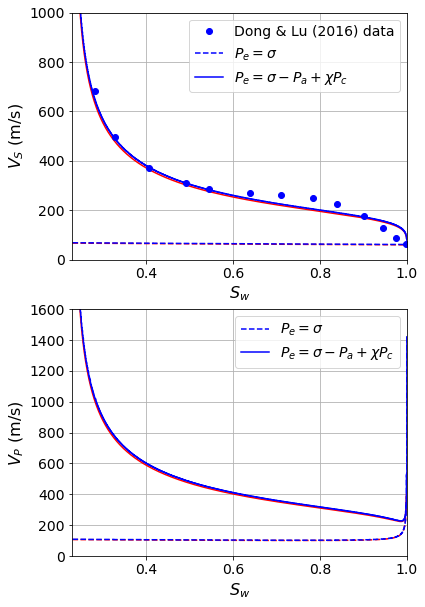 1000
800
600
400
200
0
V_S (m/s)
Dong & Lu (2016) data
P_e = σ
P_e = σ − P_a + χP_c
0.4 0.6 0.8 1.0
S_w
1600
1400
1200
1000
800
600
400
200
0
V_P (m/s)
P_e = σ
P_e = σ − P_a + χP_c
0.4 0.6 0.8 1.0
S_w